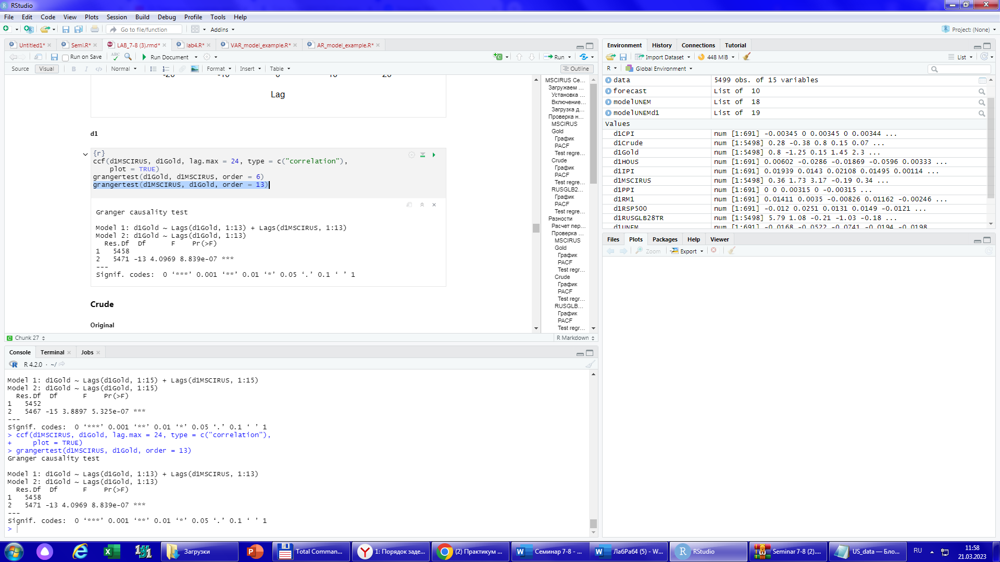 RStudio
File Edit Code View Plots Session Build Debug Profile Tools Help
Go to file/function Addins Project: (None)
Untitled1* Semi.R* LAB_7-8 (3).rmd* lab4.R* VAR_model_example.R* AR_model_example.R*
Run on Save ABC Run Document Run
Source Visual B I </> Normal Format Insert Table Outline
-20 -10 0 10 20
Lag
d1
{r}
ccf(d1MSCIRUS, d1Gold, lag.max = 24, type = c("correlation"),
plot = TRUE)
grangertest(d1Gold, d1MSCIRUS, order = 6)
grangertest(d1MSCIRUS, d1Gold, order = 13)
Granger causality test
Model 1: d1Gold ~ Lags(d1Gold, 1:13) + Lags(d1MSCIRUS, 1:13)
Model 2: d1Gold ~ Lags(d1Gold, 1:13)
Res.Df Df F Pr(>F)
1 5458
2 5471 -13 4.0969 8.839e-07 ***
---
Signif. codes: 0 ‘***’ 0.001 ‘**’ 0.01 ‘*’ 0.05 ‘.’ 0.1 ‘ ’ 1
Crude
Original
Chunk 27 R Markdown
MSCIRUS Се...
Загружаем ...
Установка ...
Включение...
Загрузка д...
Проверка н...
MSCIRUS
Gold
График
PACF
Test regre...
Crude
График
PACF
Test regre...
RUSGLB2...
График
PACF
Test regre...
Разности
Расчет пер...
Проверка ...
MSCIRUS
Gold
График
PACF
Test regr...
Crude
График
PACF
Test regr...
RUSGLB...
График
PACF
Test regr...
Console Terminal Jobs
R 4.2.0 · ~/
Model 1: d1Gold ~ Lags(d1Gold, 1:15) + Lags(d1MSCIRUS, 1:15)
Model 2: d1Gold ~ Lags(d1Gold, 1:15)
Res.Df Df F Pr(>F)
1 5452
2 5467 -15 3.8897 5.325e-07 ***
---
Signif. codes: 0 ‘***’ 0.001 ‘**’ 0.01 ‘*’ 0.05 ‘.’ 0.1 ‘ ’ 1
> ccf(d1MSCIRUS, d1Gold, lag.max = 24, type = c("correlation"),
+ plot = TRUE)
> grangertest(d1MSCIRUS, d1Gold, order = 13)
Granger causality test
Model 1: d1Gold ~ Lags(d1Gold, 1:13) + Lags(d1MSCIRUS, 1:13)
Model 2: d1Gold ~ Lags(d1Gold, 1:13)
Res.Df Df F Pr(>F)
1 5458
2 5471 -13 4.0969 8.839e-07 ***
---
Signif. codes: 0 ‘***’ 0.001 ‘**’ 0.01 ‘*’ 0.05 ‘.’ 0.1 ‘ ’ 1
>
Environment History Connections Tutorial
Import Dataset 448 MiB List
R Global Environment
data 5499 obs. of 15 variables
forecast List of 10
modelUNEM List of 18
modelUNEMd1 List of 19
Values
d1CPI num [1:691] -0.00345 0 0.00345 0 0.00344 ...
d1Crude num [1:5498] 0.28 -0.38 0.8 0.15 0.07 ...
d1Gold num [1:5498] 0.8 -1.25 0.15 1.45 2.3 ...
d1HOUS num [1:691] 0.00602 -0.0286 -0.01869 -0.0596 0.00333 ...
d1IPI num [1:691] 0.01939 0.0143 0.02108 0.01495 0.00114 ...
d1MSCIRUS num [1:5498] 0.36 1.73 3.17 -0.19 0.34 ...
d1PPI num [1:691] 0 0 0.00315 0 -0.00315 ...
d1RM1 num [1:691] 0.01411 0.0035 -0.00826 0.01162 -0.00246 ...
d1RSP500 num [1:691] -0.012 0.0251 0.0131 0.0149 -0.0121 ...
d1RUSGLB28TR num [1:5498] 5.79 1.08 -0.21 -1.03 -0.18 ...
d1UNEM num [1:691] -0.0168 -0.0522 -0.0741 -0.0194 -0.0198
Files Plots Packages Help Viewer
Zoom Export
Загрузки Total Comman... 1: Порядок заде... (2) Практикум ... Семинар 7-8 - ... ЛабРаб4 (5) - W... RStudio Seminar 7-8 (2).... US_data — Бло... RU 11:58
21.03.2023